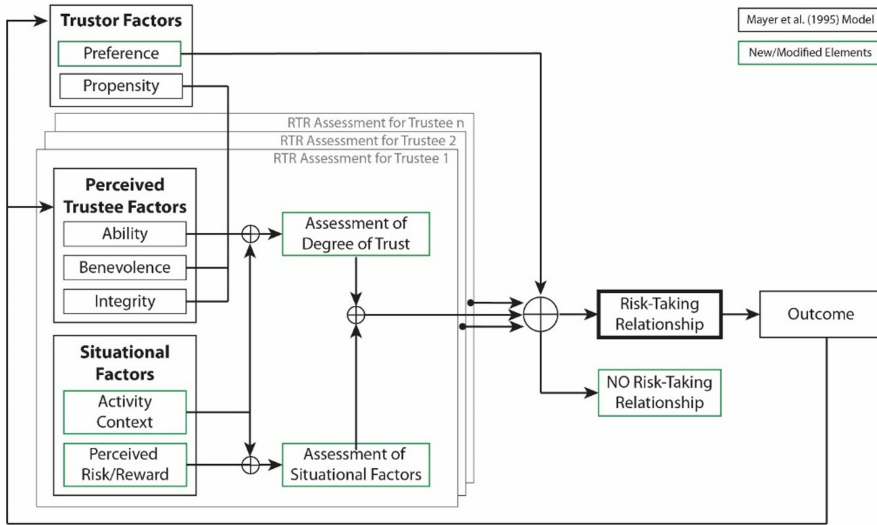 Trustor Factors
Preference
Propensity
Mayer et al. (1995) Model
New/Modified Elements
RTR Assessment for Trustee n
RTR Assessment for Trustee 2
RTR Assessment for Trustee 1
Perceived
Trustee Factors
Ability
Benevolence
Integrity
Assessment of
Degree of Trust
Situational
Factors
Activity
Context
Perceived
Risk/Reward
Assessment of
Situational Factors
Risk-Taking
Relationship
Outcome
NO Risk-Taking
Relationship